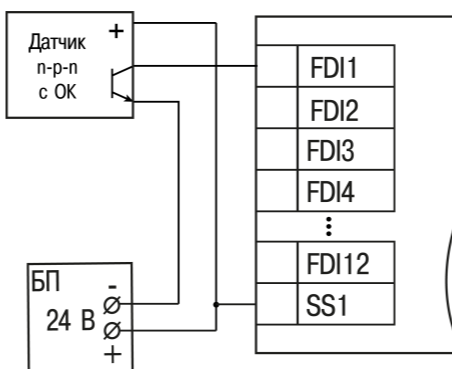 Датчик
n-p-n
с ОК
+
FDI1
FDI2
FDI3
FDI4
⋮
FDI12
SS1
БП
-
24 В
+